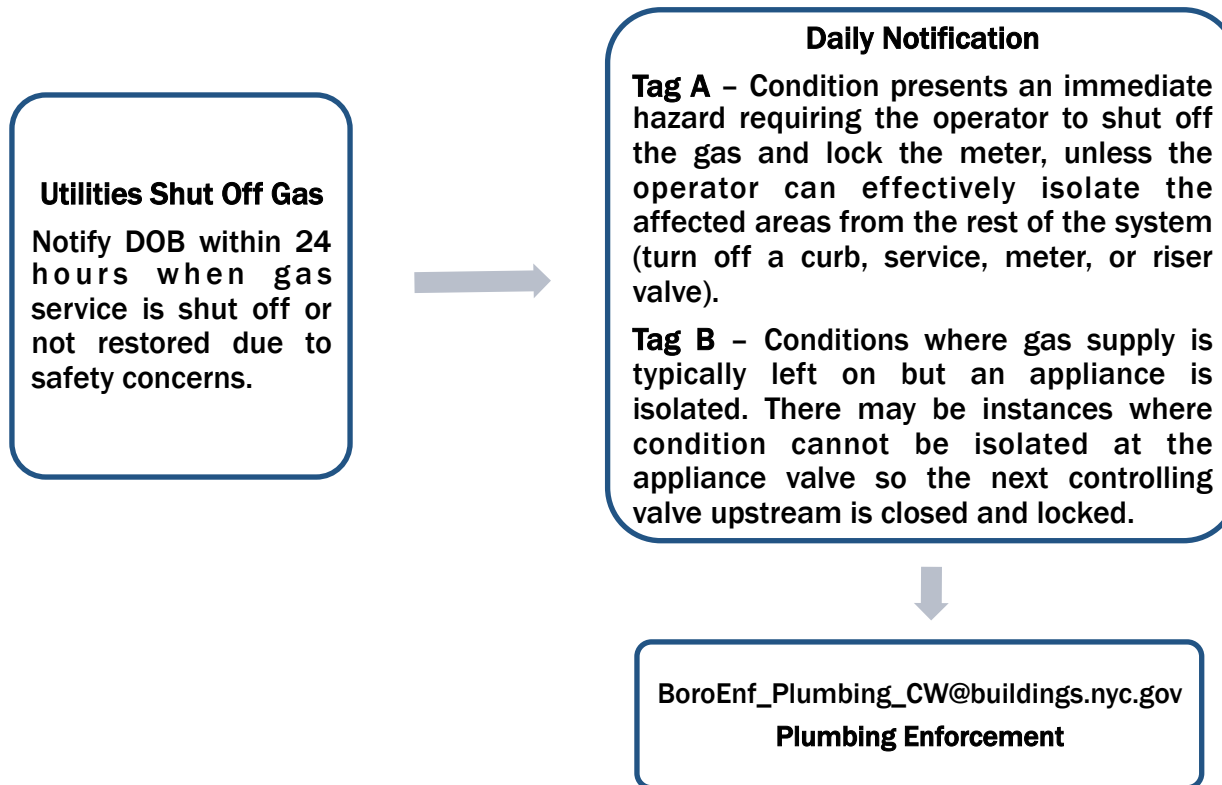 Utilities Shut Off Gas
Notify DOB within 24
hours when gas
service is shut off or
not restored due to
safety concerns.
Daily Notification
Tag A – Condition presents an immediate
hazard requiring the operator to shut off
the gas and lock the meter, unless the
operator can effectively isolate the
affected areas from the rest of the system
(turn off a curb, service, meter, or riser
valve).
Tag B – Conditions where gas supply is
typically left on but an appliance is
isolated. There may be instances where
condition cannot be isolated at the
appliance valve so the next controlling
valve upstream is closed and locked.
BoroEnf_Plumbing_CW@buildings.nyc.gov
Plumbing Enforcement